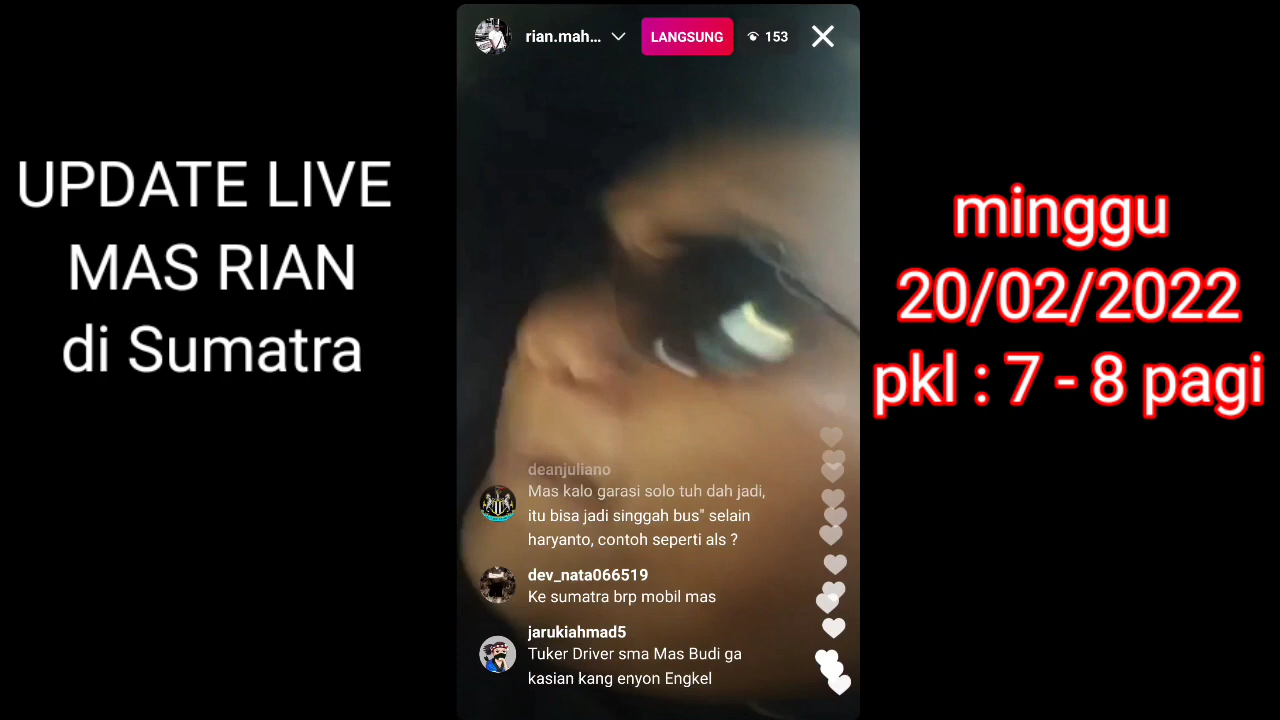 UPDATE LIVE
MAS RIAN
di Sumatra
rian.mah...
LANGSUNG
153
minggu
20/02/2022
pkl : 7 - 8 pagi
deanjuliano
Mas kalo garasi solo tuh dah jadi,
itu bisa jadi singgah bus" selain
haryanto, contoh seperti als ?
dev_nata066519
Ke sumatra brp mobil mas
jarukiahmad5
Tuker Driver sma Mas Budi ga
kasian kang enyon Engkel